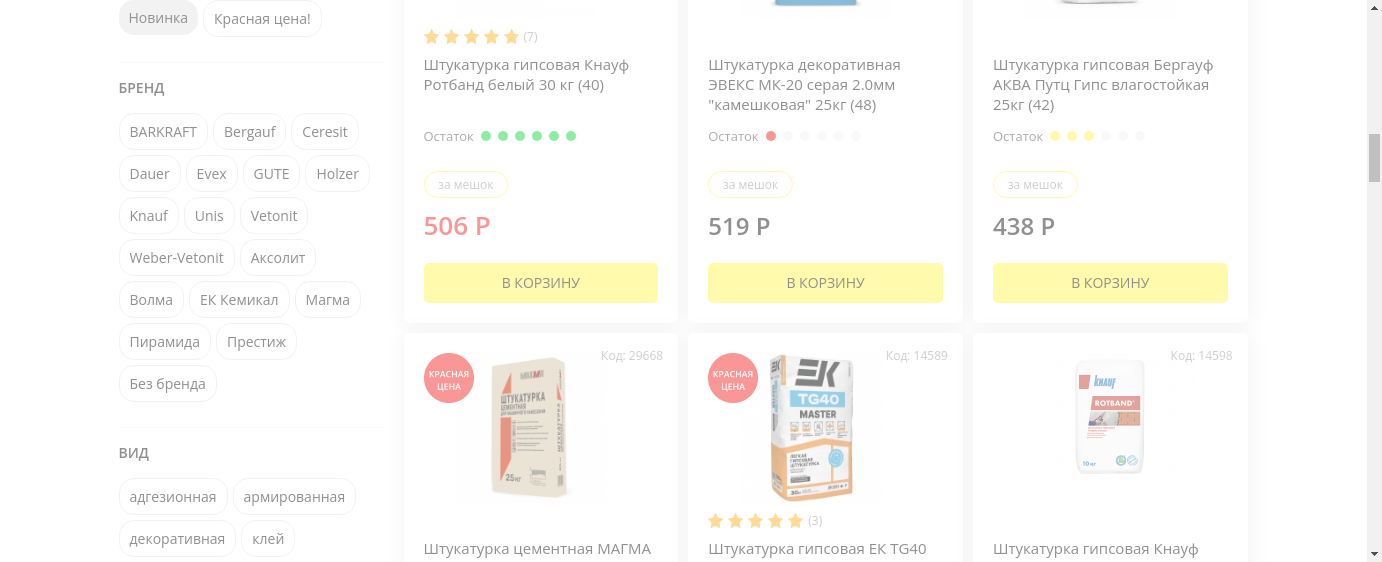 Новинка
Красная цена!
БРЕНД
BARKRAFT
Bergauf
Ceresit
Dauer
Evex
GUTE
Holzer
Knauf
Unis
Vetonit
Weber-Vetonit
Аксолит
Волма
ЕК Кемикал
Магма
Пирамида
Престиж
Без бренда
ВИД
адгезионная
армированная
декоративная
клей
(7)
Штукатурка гипсовая Кнауф
Ротбанд белый 30 кг (40)
Остаток
за мешок
506 Р
В КОРЗИНУ
Штукатурка декоративная
ЭВЕКС МК-20 серая 2.0мм
"камешковая" 25кг (48)
Остаток
за мешок
519 Р
В КОРЗИНУ
Штукатурка гипсовая Бергауф
АКВА Путц Гипс влагостойкая
25кг (42)
Остаток
за мешок
438 Р
В КОРЗИНУ
Код: 29668
КРАСНАЯ
ЦЕНА
ШТУКАТУРКА
ЦЕМЕНТНАЯ
25кг
Штукатурка цементная МАГМА
Код: 14589
КРАСНАЯ
ЦЕНА
ЕК
TG40
MASTER
ЛЕГКАЯ
ГИПСОВАЯ
ШТУКАТУРКА
(3)
Штукатурка гипсовая ЕК TG40
Код: 14598
KNAUF
ROTBAND
10 кг
Штукатурка гипсовая Кнауф